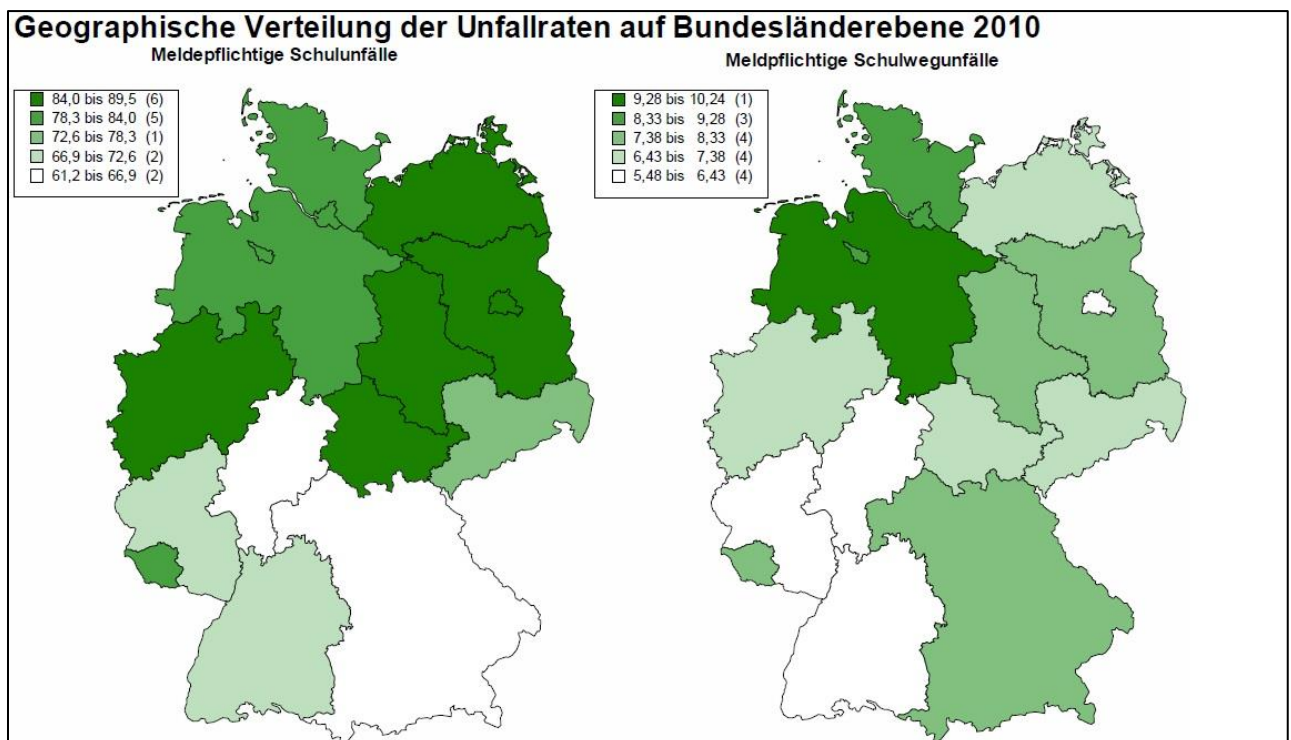 Geographische Verteilung der Unfallraten auf Bundesländerebene 2010
Meldepflichtige Schulunfälle
84,0 bis 89,5 (6)
78,3 bis 84,0 (5)
72,6 bis 78,3 (1)
66,9 bis 72,6 (2)
61,2 bis 66,9 (2)
Meldpflichtige Schulwegunfälle
9,28 bis 10,24 (1)
8,33 bis 9,28 (3)
7,38 bis 8,33 (4)
6,43 bis 7,38 (4)
5,48 bis 6,43 (4)